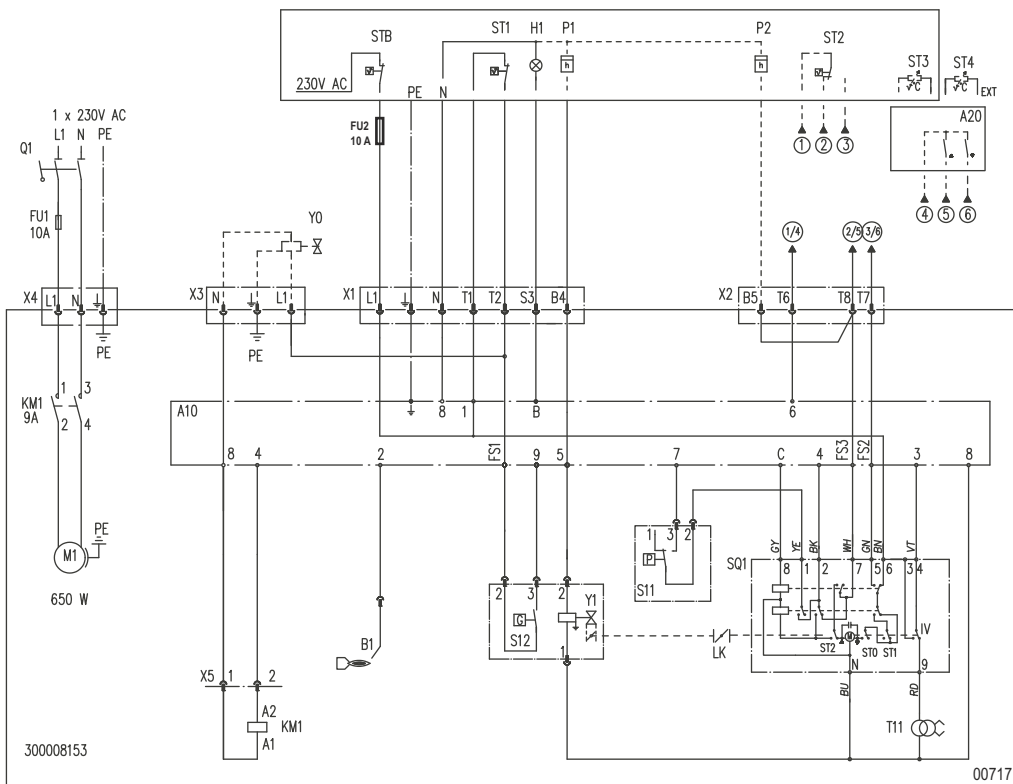 STB ST1 H1 P1 P2 ST2 ST3 ST4
h h
°C °C EXT
230V AC PE N
A20
FU2
10 A
1 2 3
4 5 6
1 x 230V AC
L1 N PE
Q1
FU1
10A
Y0
1/4 2/5 3/6
X4 L1 N
X3 N L1
X1 L1 N T1 T2 S3 B4
X2 B5 T6 T8 T7
PE PE
KM1
9A
1 3
2 4
A10 8 1 B 6
8 4 2 FS1 9 5 7 C 4 FS3 FS2 3 8
GY YE BK WH GN BN VT
PE
M1
650 W
1 3 2
P
S11
SQ1 8 1 2 7 5 6 3 4
2 3 2
G
S12
Y1
1
LK
ST2 M ST0 ST1 IV
N 9
BU RD
B1
X5 1 2
A2
KM1
A1
T11
300008153
00717